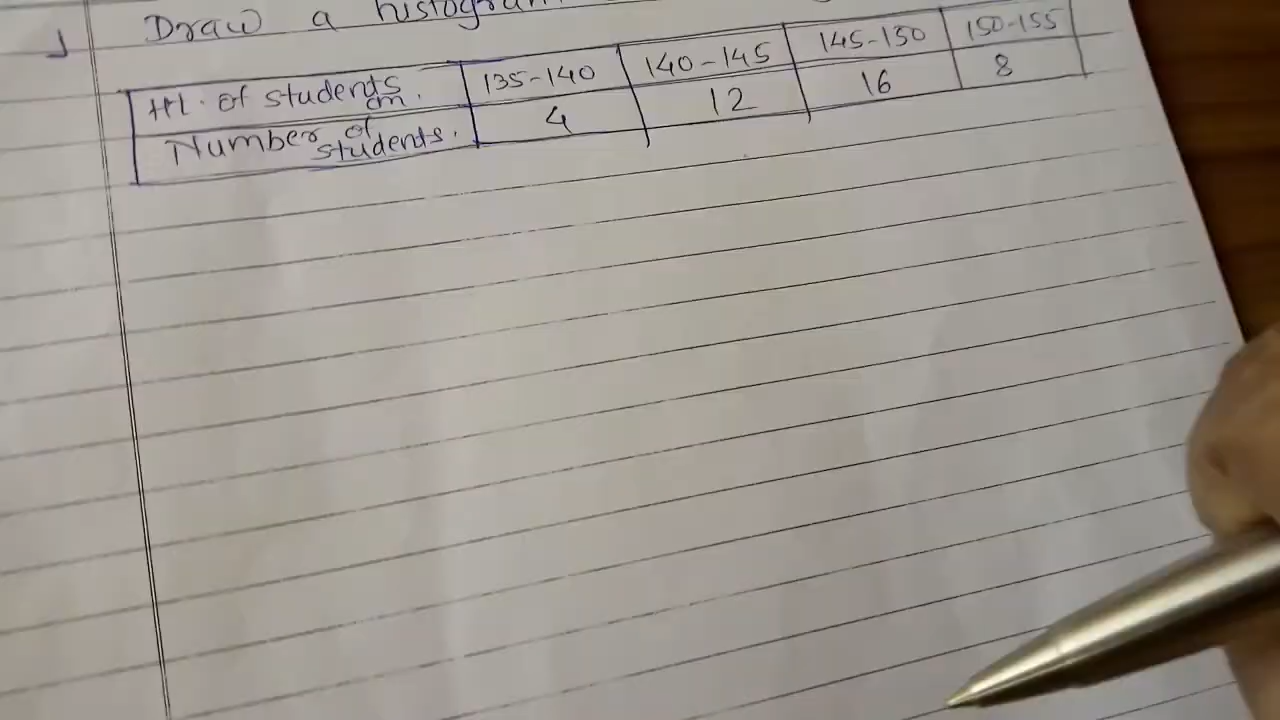 Draw a histogram
Ht. of students cm. 135-140 140-145 145-150 150-155
Number of students. 4 12 16 8